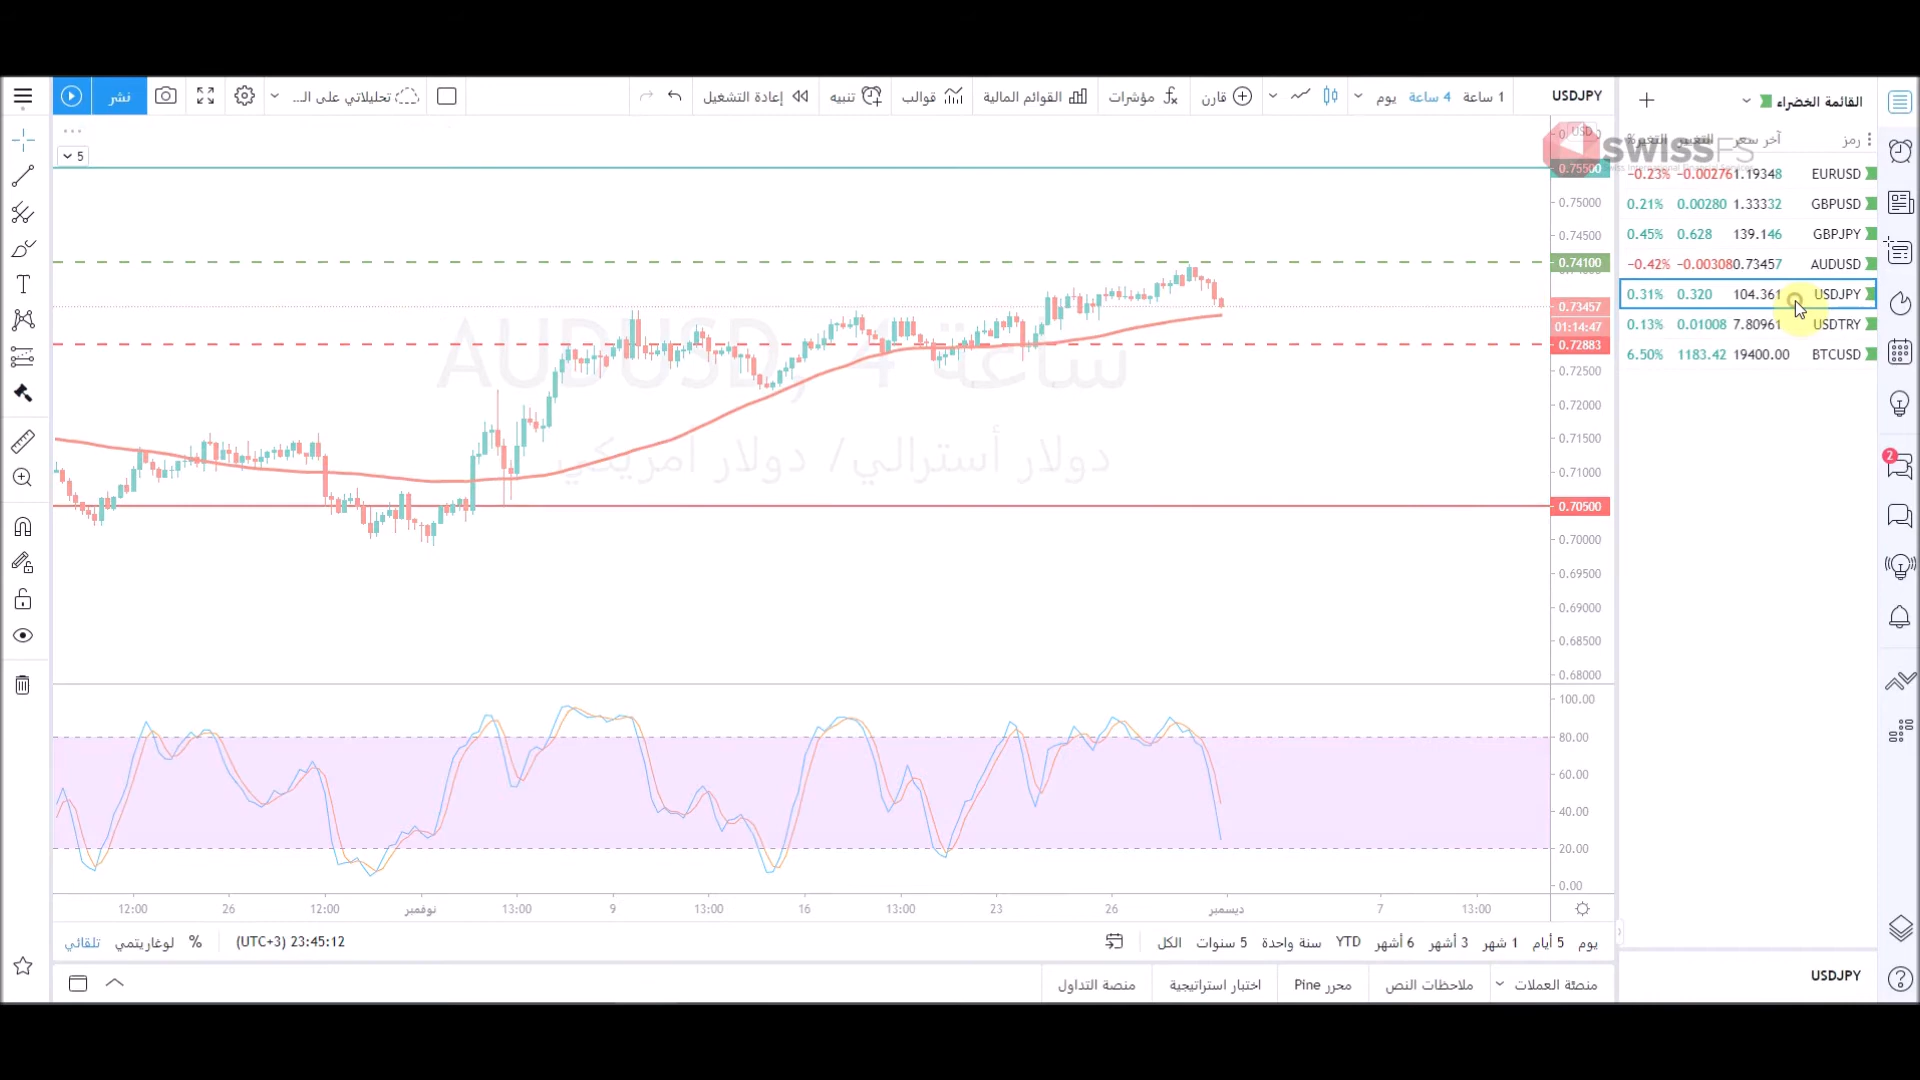 نشر
تحليلاتي على الـ...
إعادة التشغيل
تنبيه
قوالب
القوائم المالية
مؤشرات
قارن
يوم
4 ساعة
1 ساعة
USDJPY
القائمة الخضراء
SWISSFS
Swiss International Financial Services
رمز
آخر سعر
التغيير
التغير%
EURUSD 1.19348 −0.00276 −0.23%
GBPUSD 1.33332 0.00280 0.21%
GBPJPY 139.146 0.628 0.45%
AUDUSD 0.73457 −0.00308 −0.42%
USDJPY 104.361 0.320 0.31%
USDTRY 7.80961 0.01008 0.13%
BTCUSD 19400.00 1183.42 6.50%
5
USD
0.75500
0.75000
0.74500
0.74100
0.73457
01:14:47
0.72883
0.72500
0.72000
0.71500
0.71000
0.70500
0.70000
0.69500
0.69000
0.68500
0.68000
AUDUSD, 4 ساعة
دولار أسترالي/ دولار أمريكي
100.00
80.00
60.00
40.00
20.00
0.00
12:00
26
12:00
نوفمبر
13:00
9
13:00
16
13:00
23
26
ديسمبر
7
13:00
2
تلقائي
لوغاريتمي
%
23:45:12 (UTC+3)
الكل
5 سنوات
سنة واحدة
YTD
6 أشهر
3 أشهر
1 شهر
5 أيام
يوم
منصة التداول
اختبار استراتيجية
محرر Pine
ملاحظات النص
منصة العملات
USDJPY